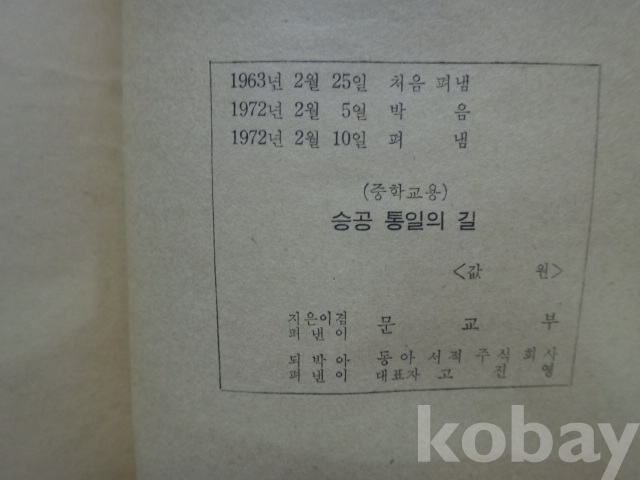 1963년 2월 25일 처음 펴냄
1972년 2월 5일 박 음
1972년 2월 10일 펴 냄
(중학교용)
승공 통일의 길
<값 원>
지은이겸
펴낸이 문 교 부
되박아 동아서적주식회사
펴낸이 대표자 고 진 영
kobay